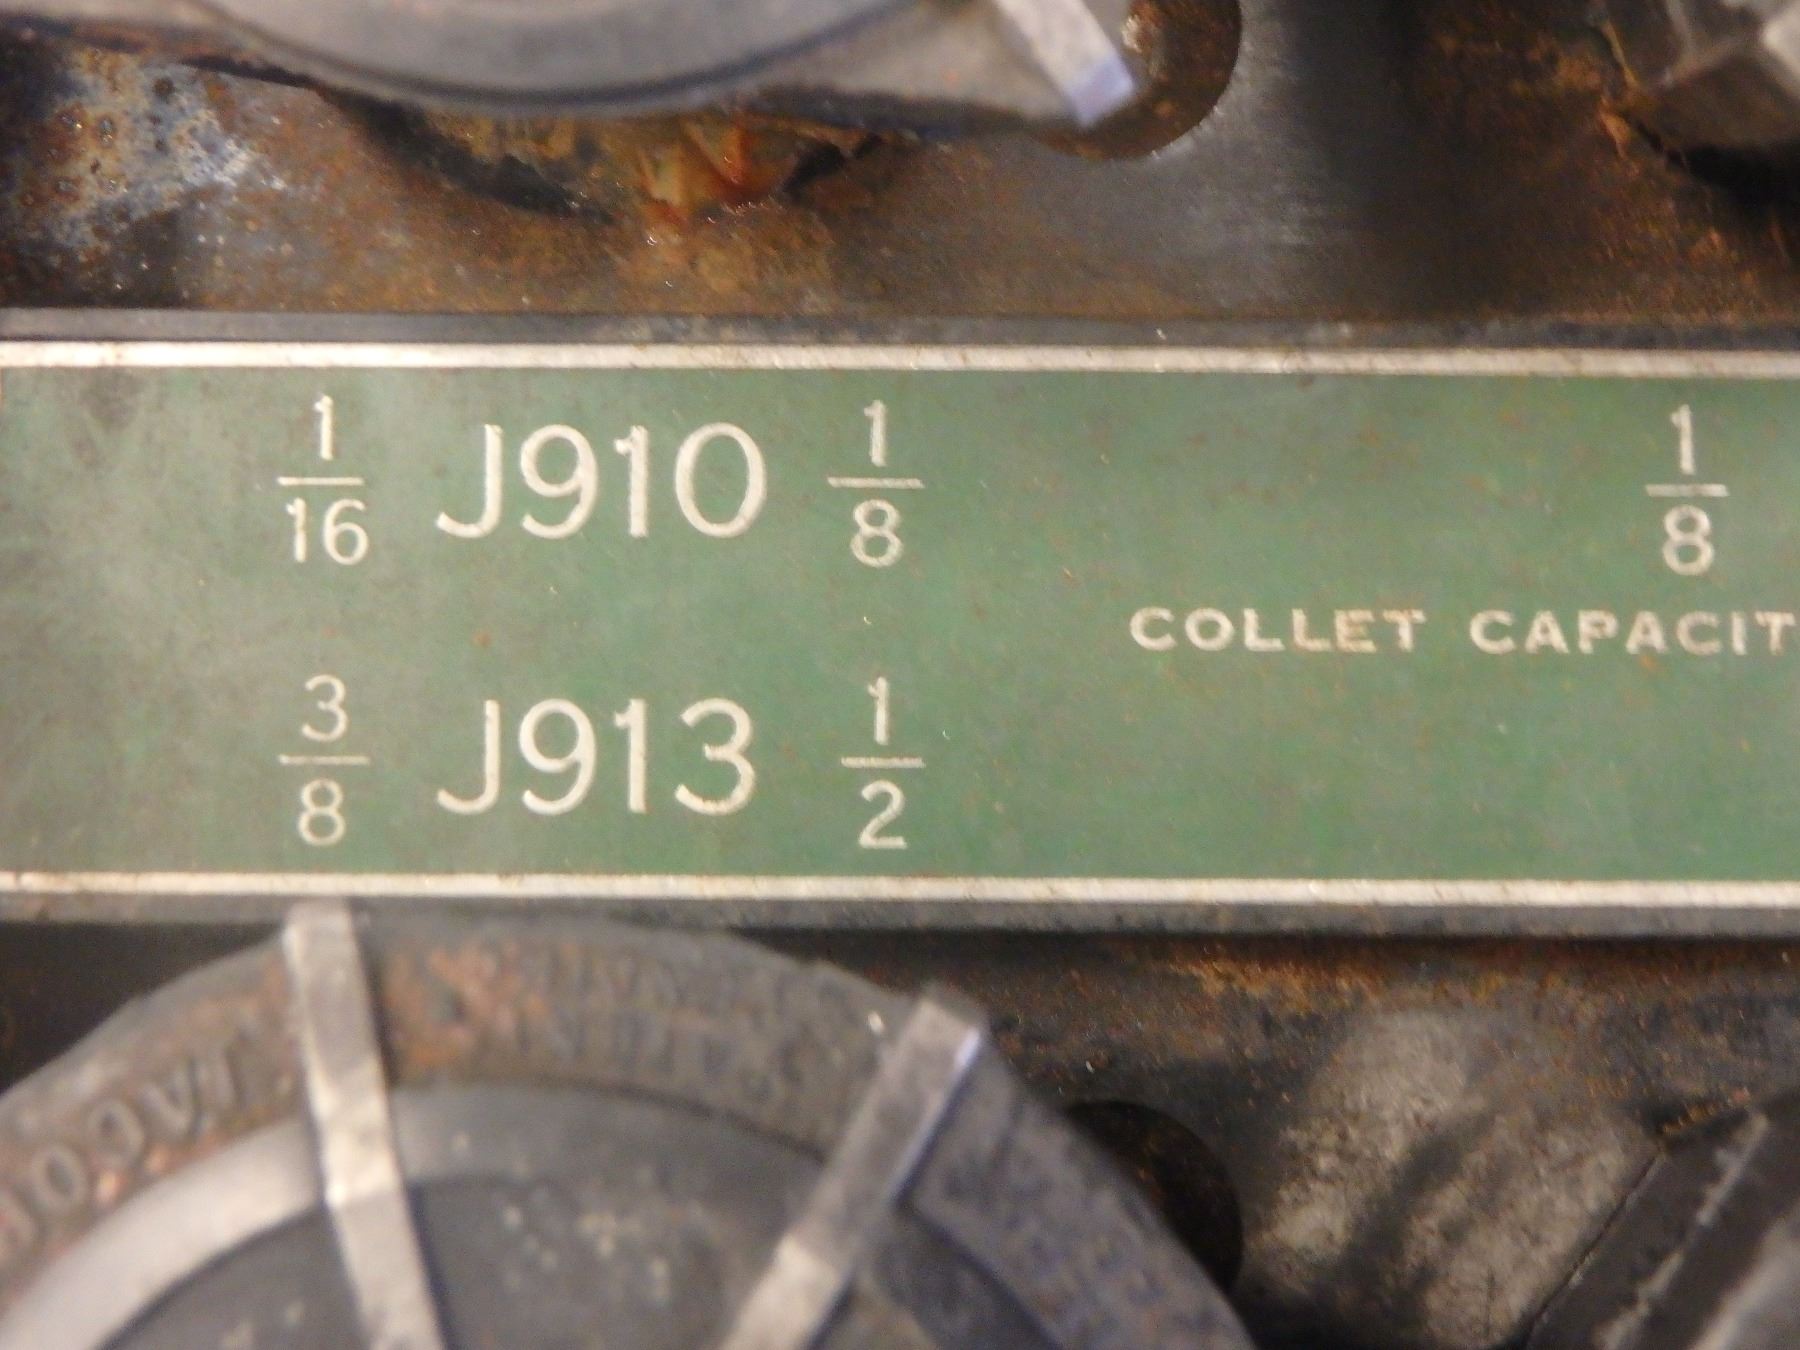 1/16 J910 1/8 1/8
COLLET CAPACIT
3/8 J913 1/2